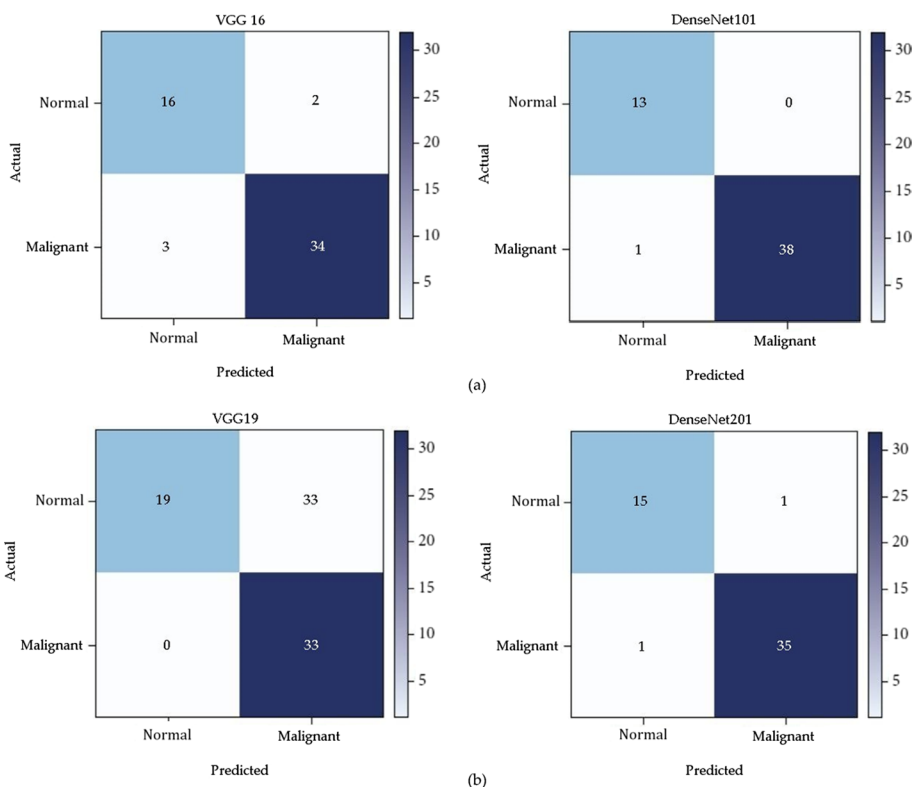 VGG 16
30
25
20
15
10
5
Normal
Malignant
Actual
16
2
3
34
Normal
Malignant
Predicted
DenseNet101
30
25
20
15
10
5
Normal
Malignant
Actual
13
0
1
38
Normal
Malignant
Predicted
(a)
VGG19
30
25
20
15
10
5
Normal
Malignant
Actual
19
33
0
33
Normal
Malignant
Predicted
DenseNet201
30
25
20
15
10
5
Normal
Malignant
Actual
15
1
1
35
Normal
Malignant
Predicted
(b)